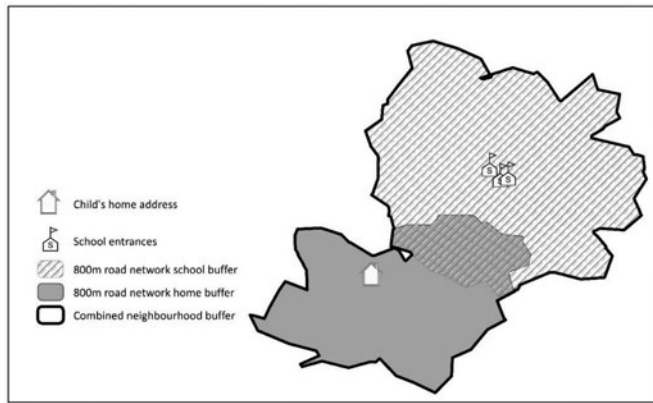 Child's home address
S
School entrances
800m road network school buffer
800m road network home buffer
Combined neighbourhood buffer
S
S
S